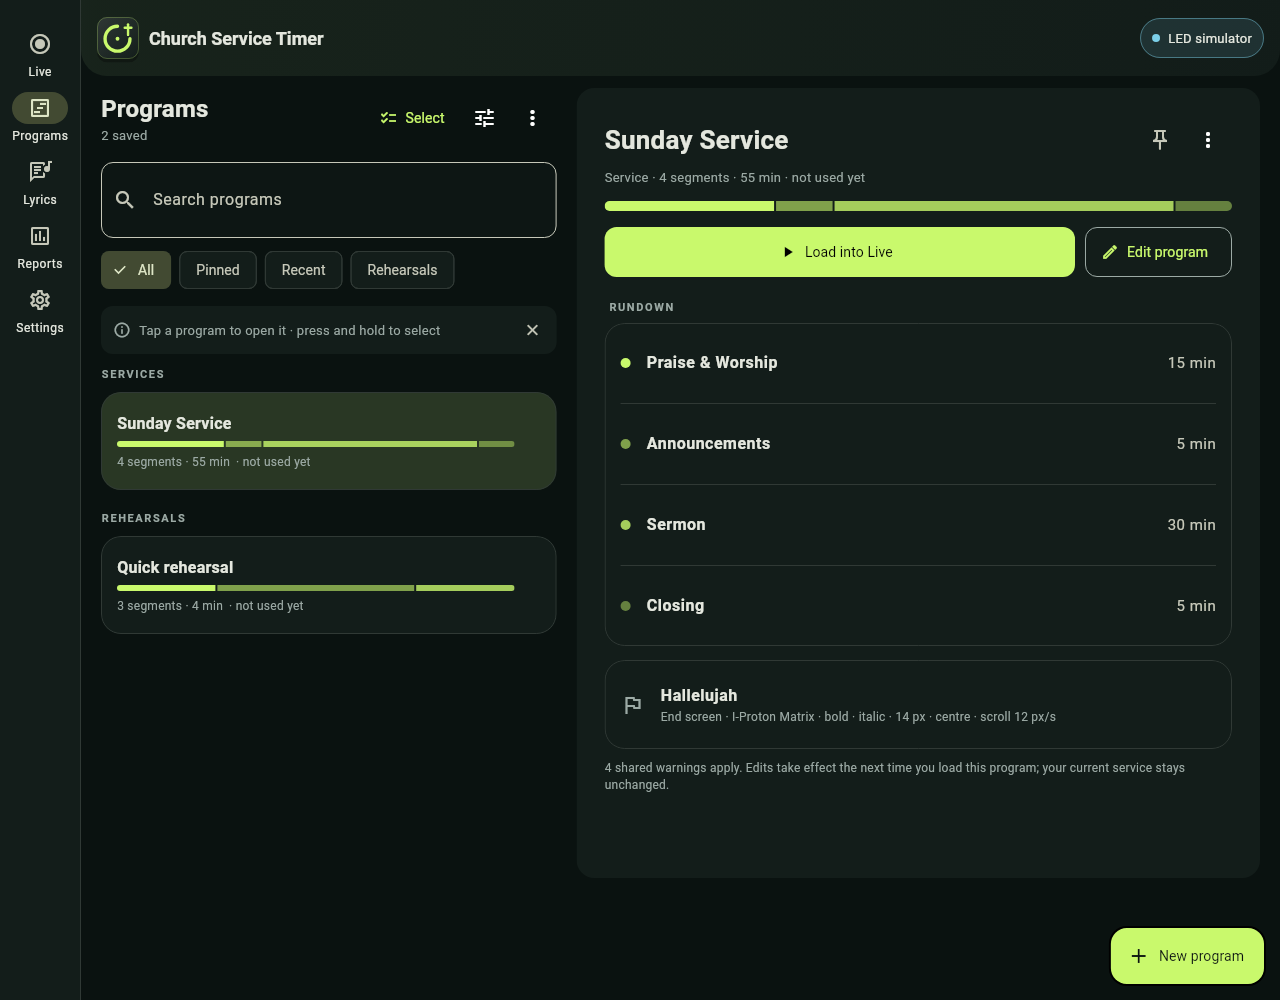 Church Service Timer
LED simulator
Live
Programs
Lyrics
Reports
Settings
Programs
2 saved
Select
Search programs
All
Pinned
Recent
Rehearsals
Tap a program to open it · press and hold to select
SERVICES
Sunday Service
4 segments · 55 min · not used yet
REHEARSALS
Quick rehearsal
3 segments · 4 min · not used yet
Sunday Service
Service · 4 segments · 55 min · not used yet
Load into Live
Edit program
RUNDOWN
Praise & Worship 15 min
Announcements 5 min
Sermon 30 min
Closing 5 min
Hallelujah
End screen · I-Proton Matrix · bold · italic · 14 px · centre · scroll 12 px/s
4 shared warnings apply. Edits take effect the next time you load this program; your current service stays
unchanged.
New program